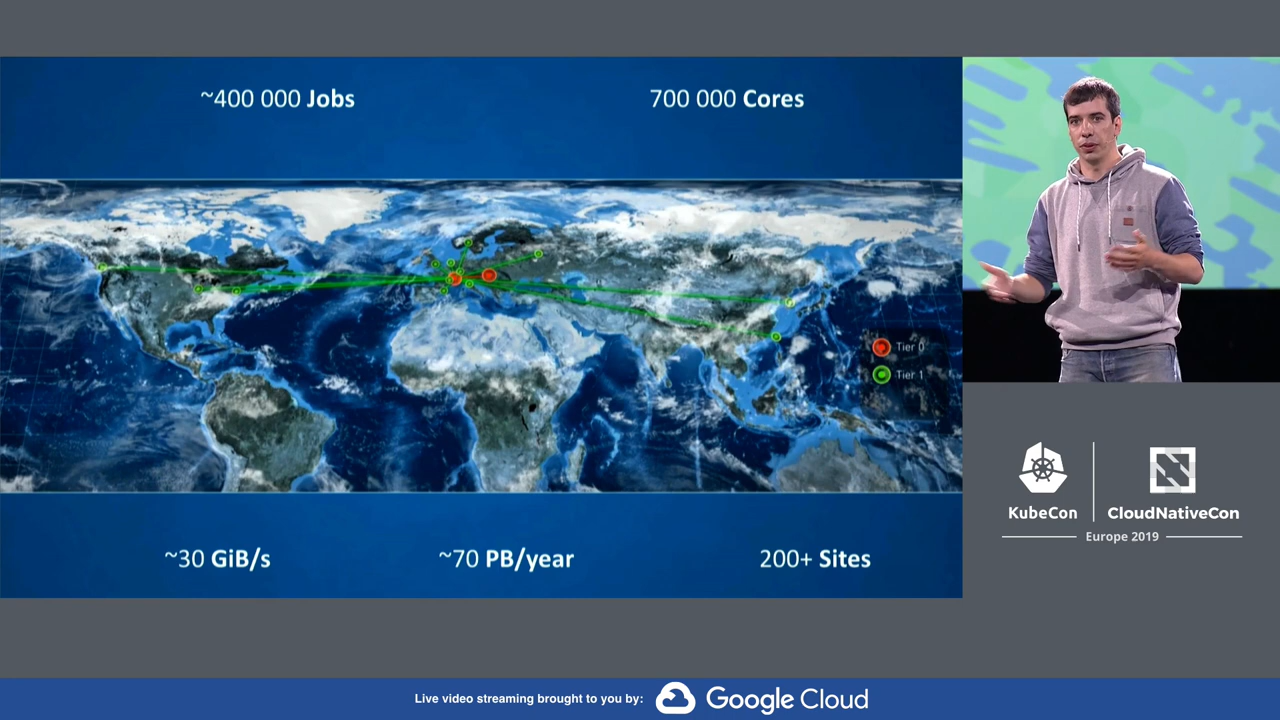 ~400 000 Jobs
700 000 Cores
Tier 0
Tier 1
~30 GiB/s
~70 PB/year
200+ Sites
KubeCon
CloudNativeCon
Europe 2019
Live video streaming brought to you by:
Google Cloud